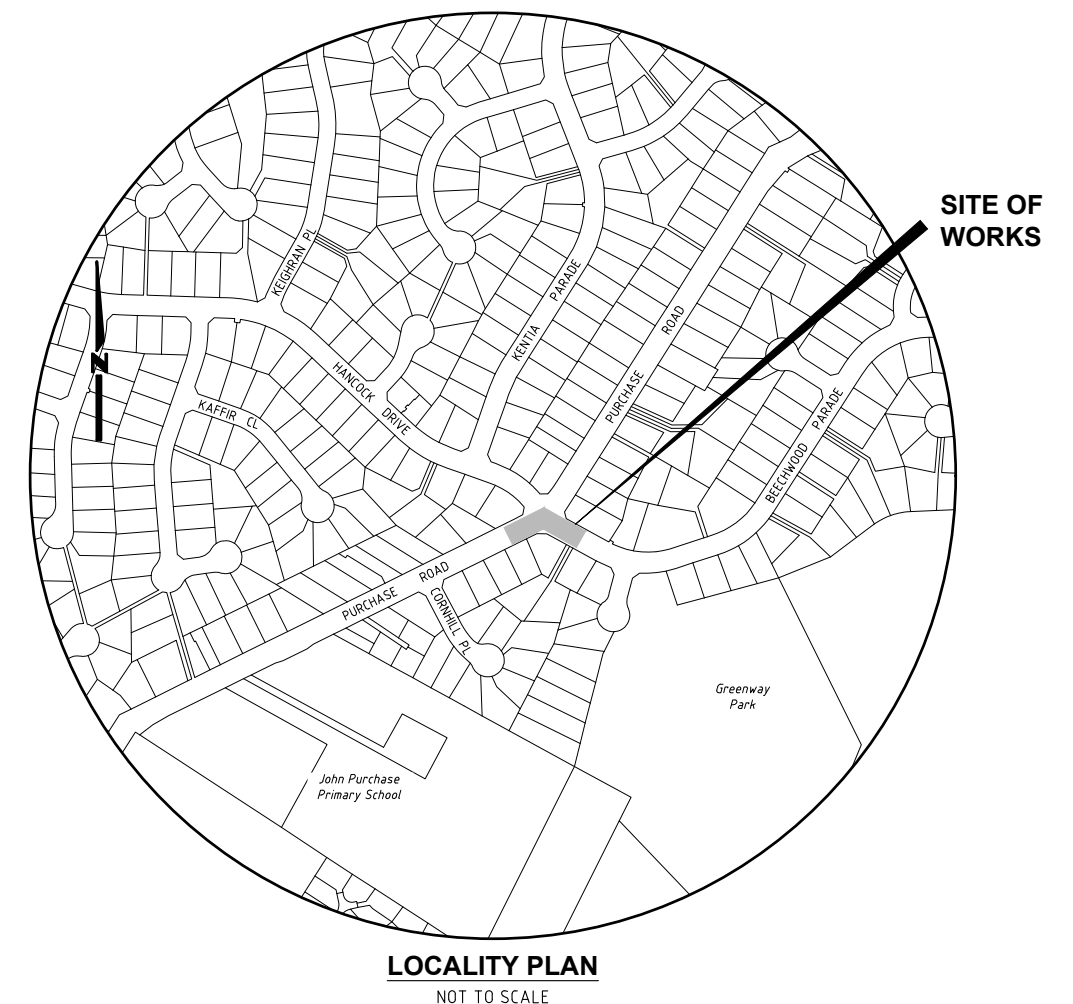 SITE OF
WORKS
KEIGHRAN PL
KENTIA PARADE
PURCHASE ROAD
HANCOCK DRIVE
N
KAFFIR CL
BEECHWOOD PARADE
PURCHASE ROAD
CORNHILL PL
Greenway
Park
John Purchase
Primary School
LOCALITY PLAN
NOT TO SCALE